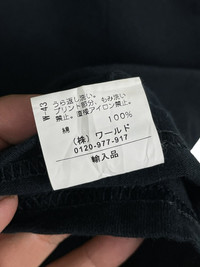 W-43
うら返し洗い。
プリント部分、もみ洗い
禁止。直接アイロン禁止。
綿 100%
(株) ワールド
0120-977-917
輸入品